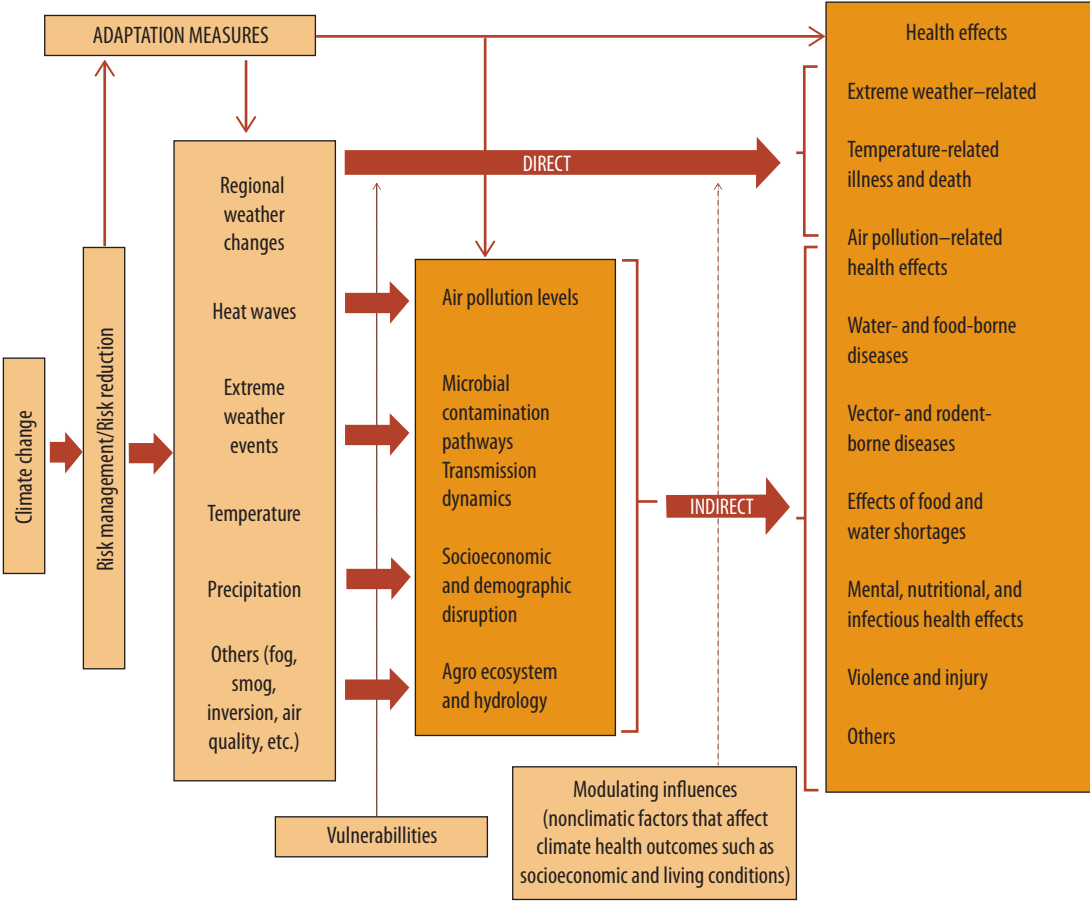 ADAPTATION MEASURES
Climate change
Risk management/Risk reduction
Regional
weather
changes
Heat waves
Extreme
weather
events
Temperature
Precipitation
Others (fog,
smog,
inversion, air
quality, etc.)
DIRECT
Air pollution levels
Microbial
contamination
pathways
Transmission
dynamics
Socioeconomic
and demographic
disruption
Agro ecosystem
and hydrology
INDIRECT
Vulnerabillities
Modulating influences
(nonclimatic factors that affect
climate health outcomes such as
socioeconomic and living conditions)
Health effects
Extreme weather–related
Temperature-related
illness and death
Air pollution–related
health effects
Water- and food-borne
diseases
Vector- and rodent-
borne diseases
Effects of food and
water shortages
Mental, nutritional, and
infectious health effects
Violence and injury
Others